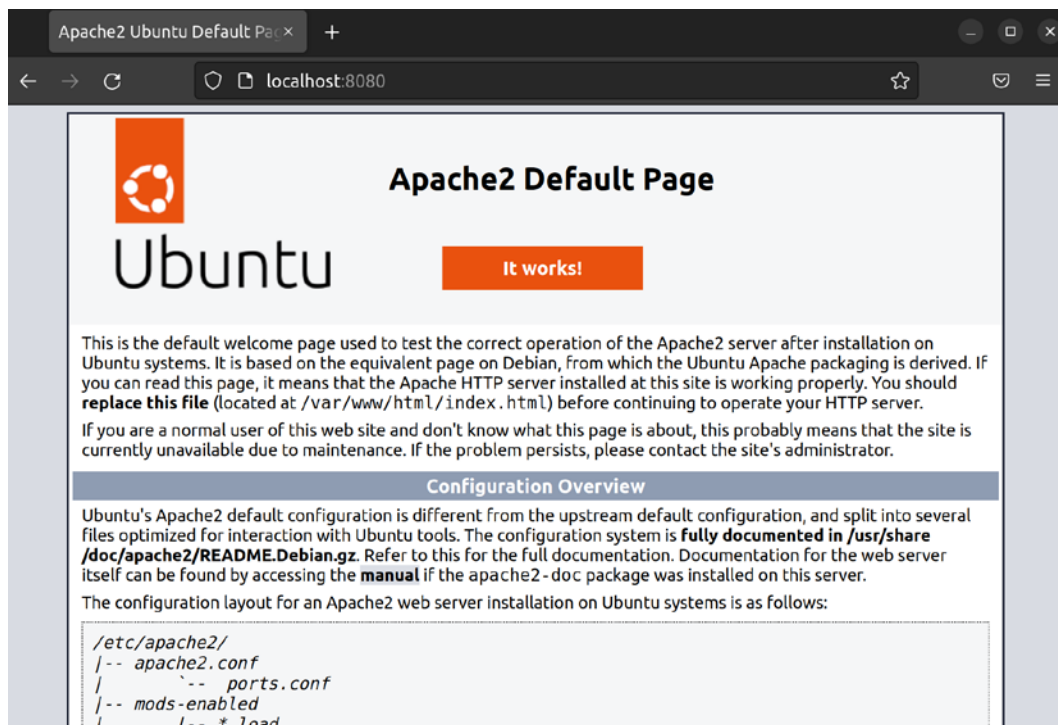 Apache2 Ubuntu Default Pag
localhost:8080
Ubuntu
Apache2 Default Page
It works!
This is the default welcome page used to test the correct operation of the Apache2 server after installation on
Ubuntu systems. It is based on the equivalent page on Debian, from which the Ubuntu Apache packaging is derived. If
you can read this page, it means that the Apache HTTP server installed at this site is working properly. You should
replace this file (located at /var/www/html/index.html) before continuing to operate your HTTP server.
If you are a normal user of this web site and don't know what this page is about, this probably means that the site is
currently unavailable due to maintenance. If the problem persists, please contact the site's administrator.
Configuration Overview
Ubuntu's Apache2 default configuration is different from the upstream default configuration, and split into several
files optimized for interaction with Ubuntu tools. The configuration system is fully documented in /usr/share
/doc/apache2/README.Debian.gz. Refer to this for the full documentation. Documentation for the web server
itself can be found by accessing the manual if the apache2-doc package was installed on this server.
The configuration layout for an Apache2 web server installation on Ubuntu systems is as follows:
/etc/apache2/
|-- apache2.conf
|       `--  ports.conf
|-- mods-enabled
|       |-- *.load